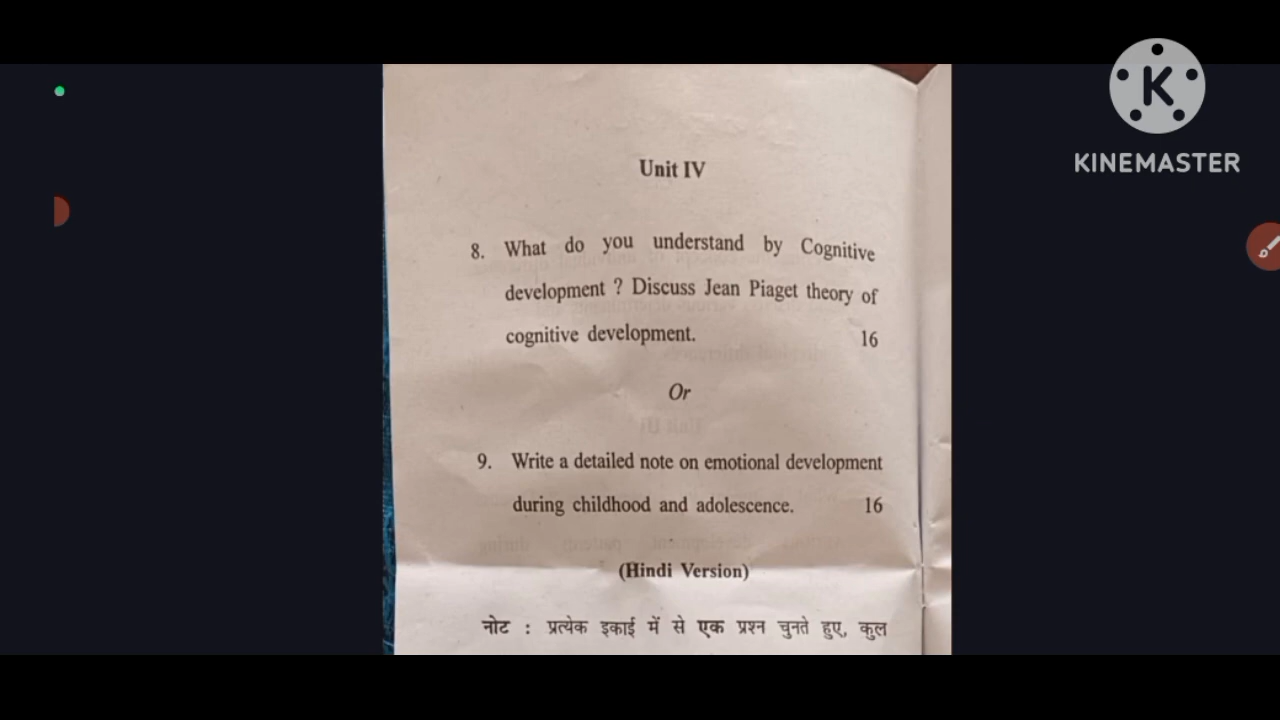 KINEMASTER
Unit IV
8. What do you understand by Cognitive
development ? Discuss Jean Piaget theory of
cognitive development. 16
Or
9. Write a detailed note on emotional development
during childhood and adolescence. 16
(Hindi Version)
नोट : प्रत्येक इकाई में से एक प्रश्न चुनते हुए, कुल